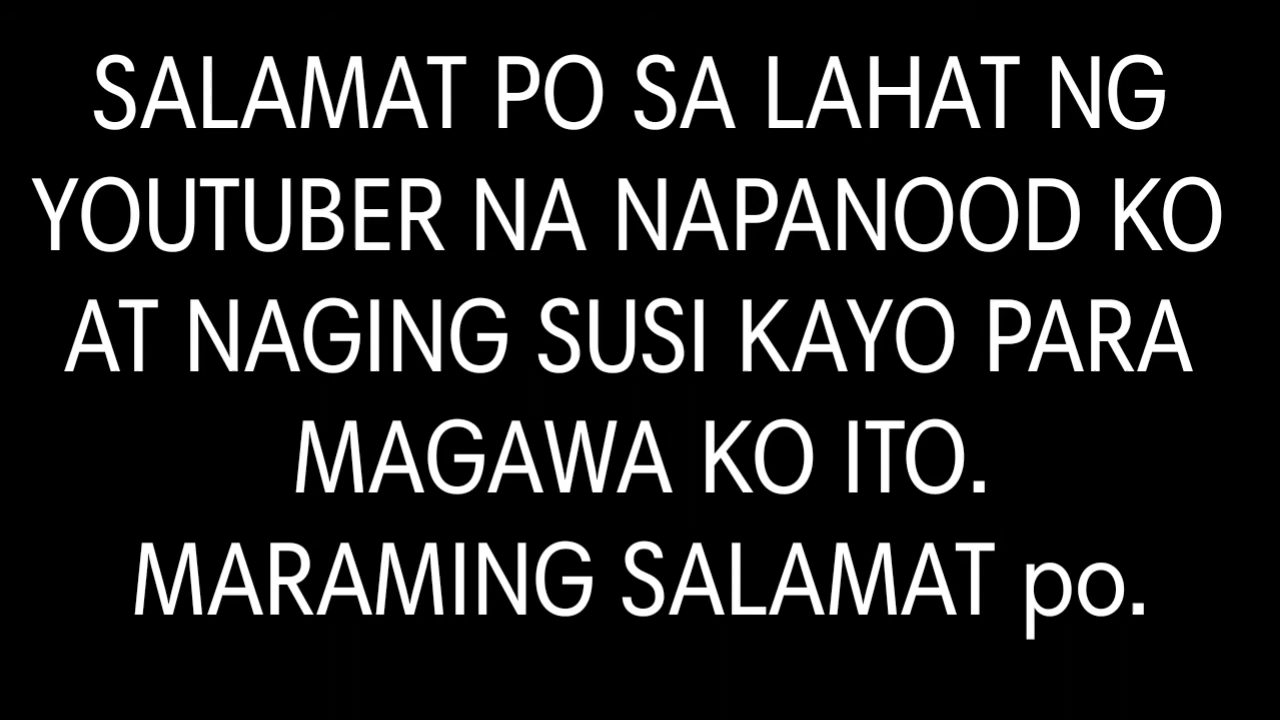 SALAMAT PO SA LAHAT NG
YOUTUBER NA NAPANOOD KO
AT NAGING SUSI KAYO PARA
MAGAWA KO ITO.
MARAMING SALAMAT po.